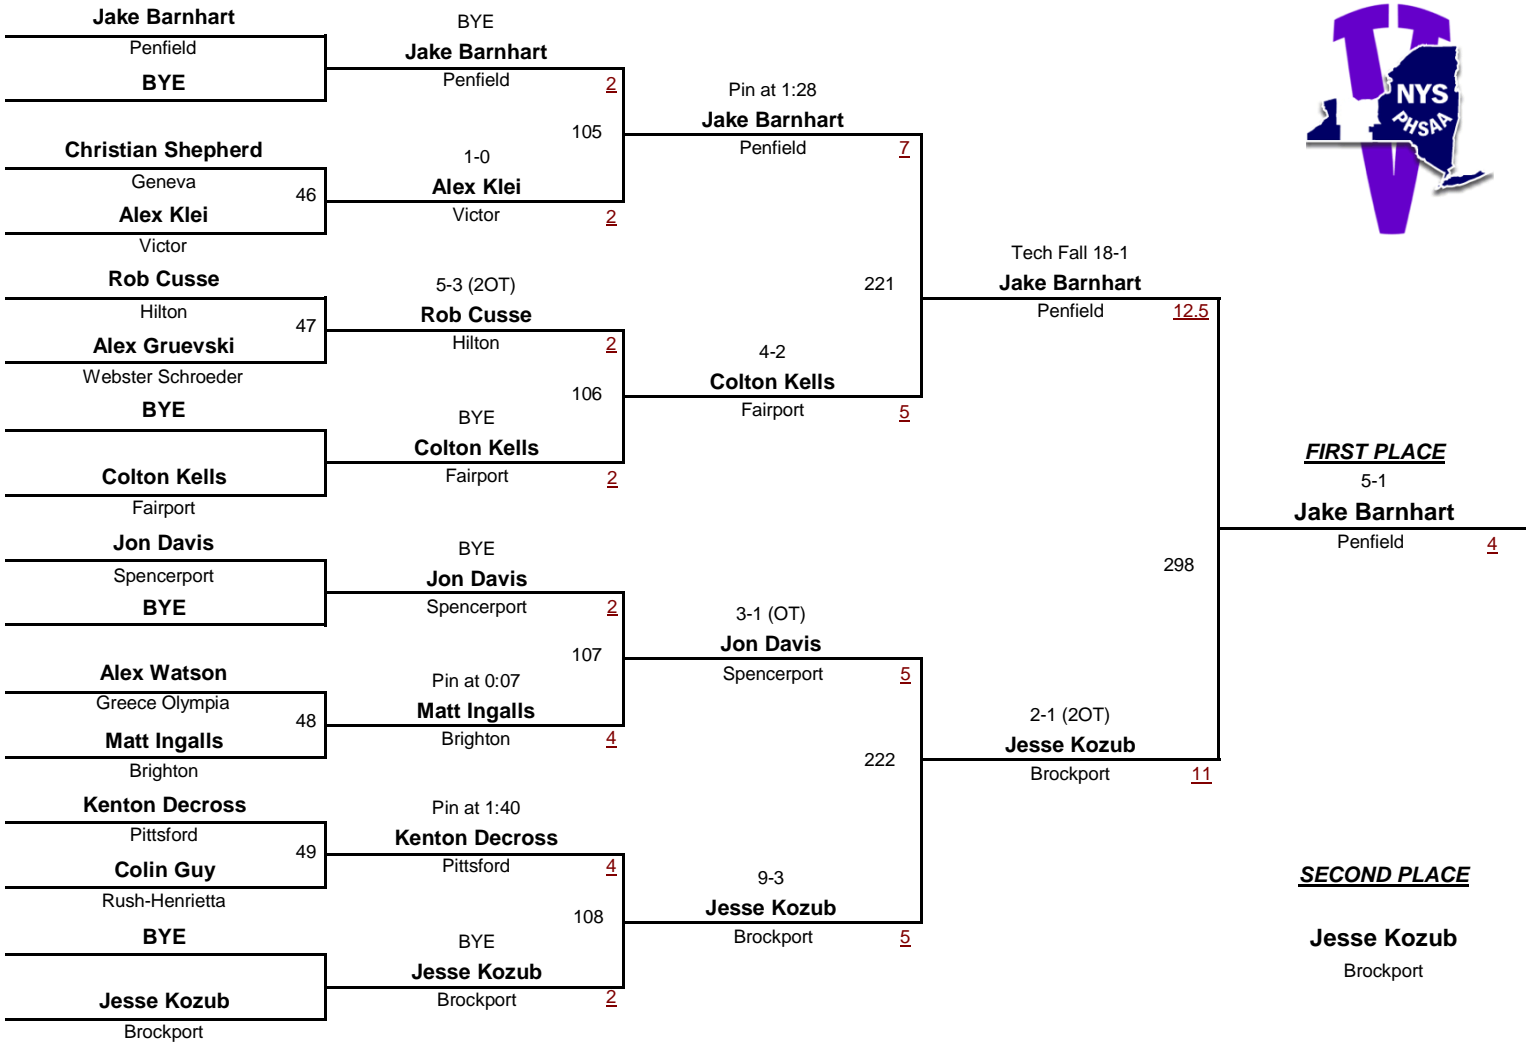 Jake Barnhart
Penfield
BYE
Christian Shepherd
Geneva
46
Alex Klei
Victor
Rob Cusse
Hilton
47
Alex Gruevski
Webster Schroeder
BYE
Colton Kells
Fairport
Jon Davis
Spencerport
BYE
Alex Watson
Greece Olympia
48
Matt Ingalls
Brighton
Kenton Decross
Pittsford
49
Colin Guy
Rush-Henrietta
BYE
Jesse Kozub
Brockport
BYE
Jake Barnhart
Penfield 2
105
1-0
Alex Klei
Victor 2
5-3 (2OT)
Rob Cusse
Hilton 2
106
BYE
Colton Kells
Fairport 2
BYE
Jon Davis
Spencerport 2
107
Pin at 0:07
Matt Ingalls
Brighton 4
Pin at 1:40
Kenton Decross
Pittsford 4
108
BYE
Jesse Kozub
Brockport 2
Pin at 1:28
Jake Barnhart
Penfield 7
221
4-2
Colton Kells
Fairport 5
3-1 (OT)
Jon Davis
Spencerport 5
222
9-3
Jesse Kozub
Brockport 5
Tech Fall 18-1
Jake Barnhart
Penfield 12.5
298
2-1 (2OT)
Jesse Kozub
Brockport 11
NYS
PHSAA
FIRST PLACE
5-1
Jake Barnhart
Penfield 4
SECOND PLACE
Jesse Kozub
Brockport